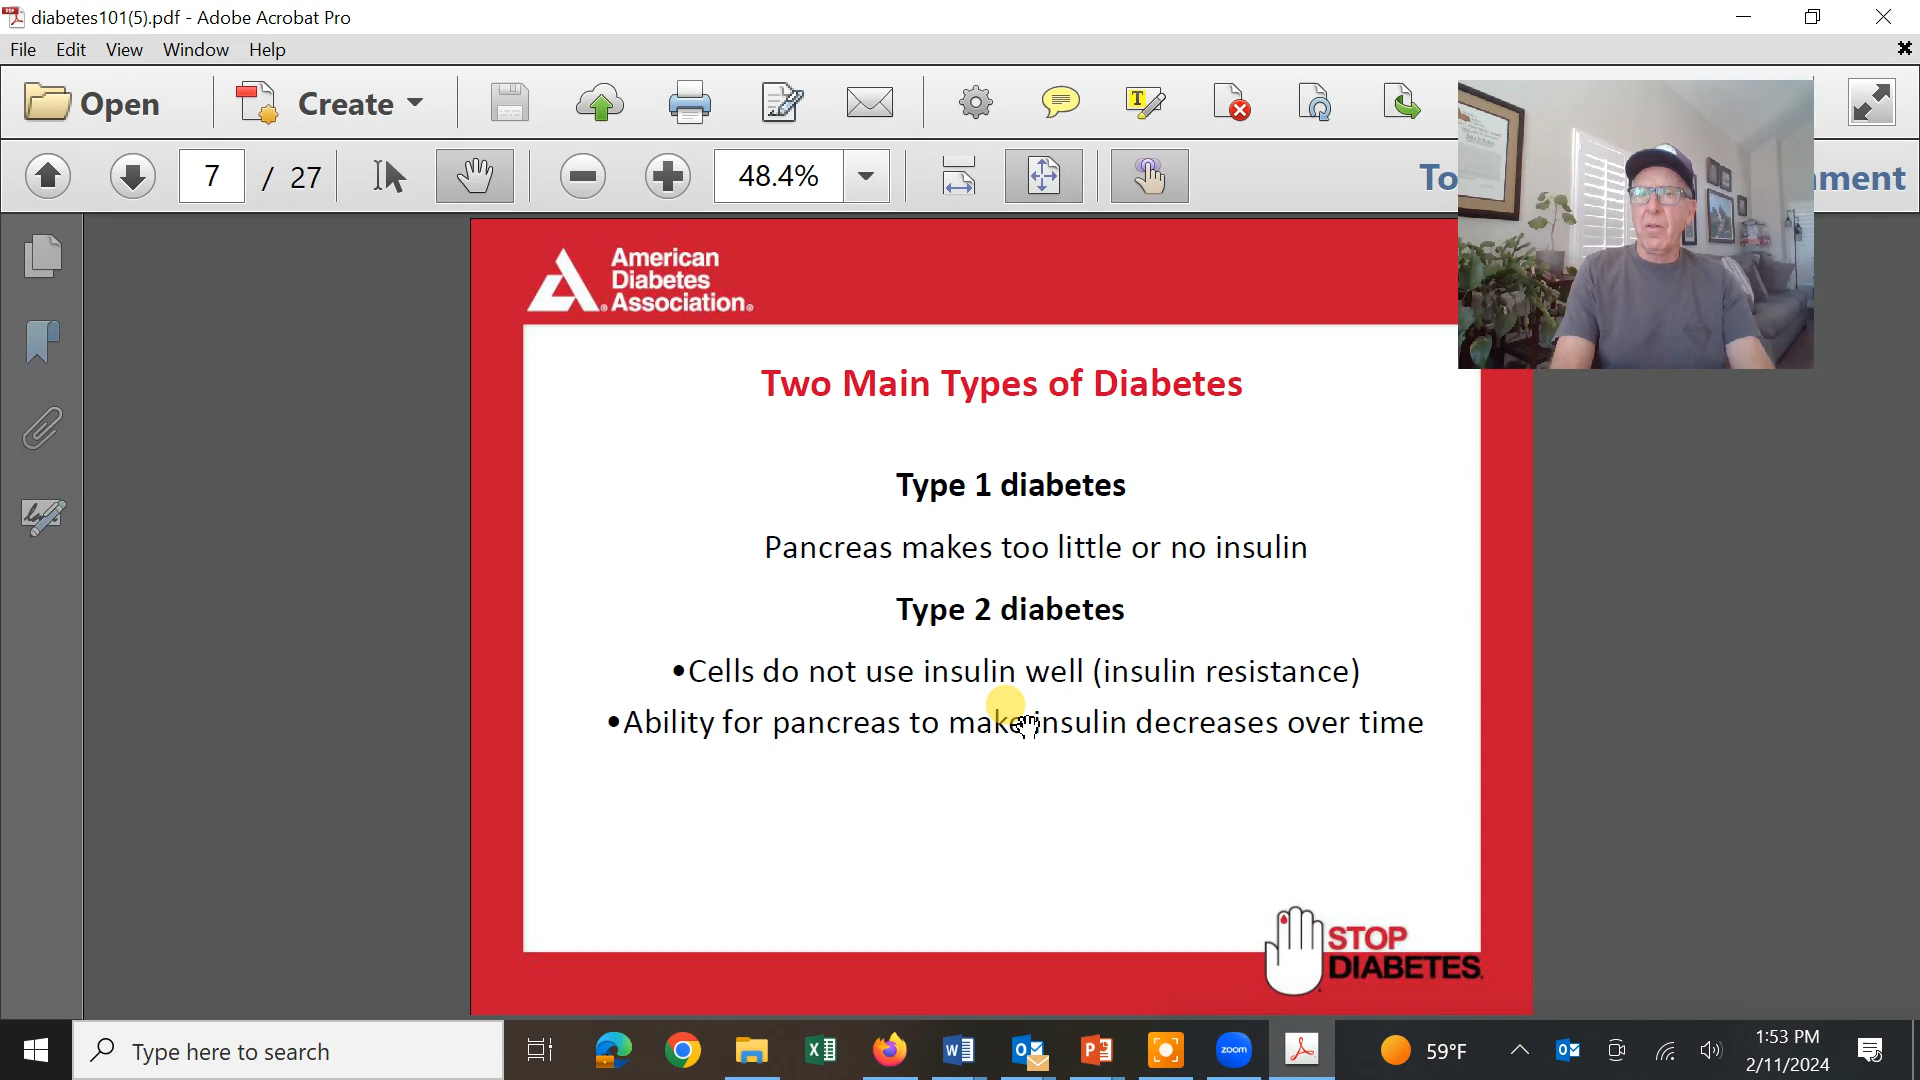 diabetes101(5).pdf - Adobe Acrobat Pro
File Edit View Window Help
Open Create
7 / 27 48.4% To ment
American
Diabetes
Association®
Two Main Types of Diabetes
Type 1 diabetes
Pancreas makes too little or no insulin
Type 2 diabetes
•Cells do not use insulin well (insulin resistance)
•Ability for pancreas to make insulin decreases over time
STOP
DIABETES
Type here to search
zoom
59°F
1:53 PM
2/11/2024